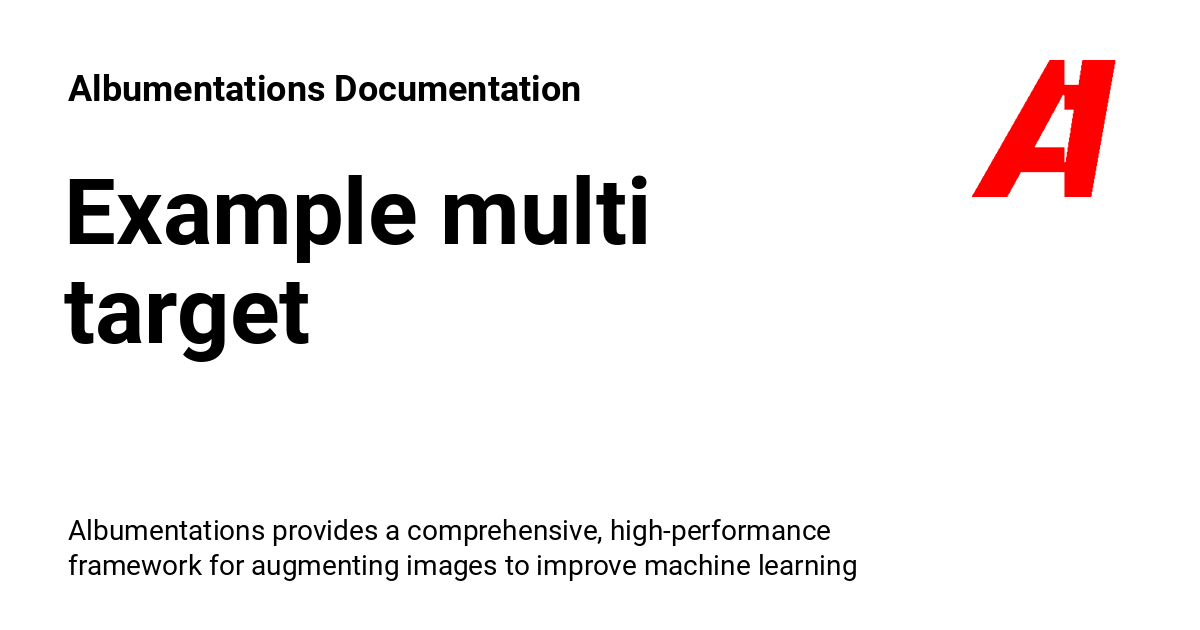 Albumentations Documentation
Example multi
target
Albumentations provides a comprehensive, high-performance
framework for augmenting images to improve machine learning